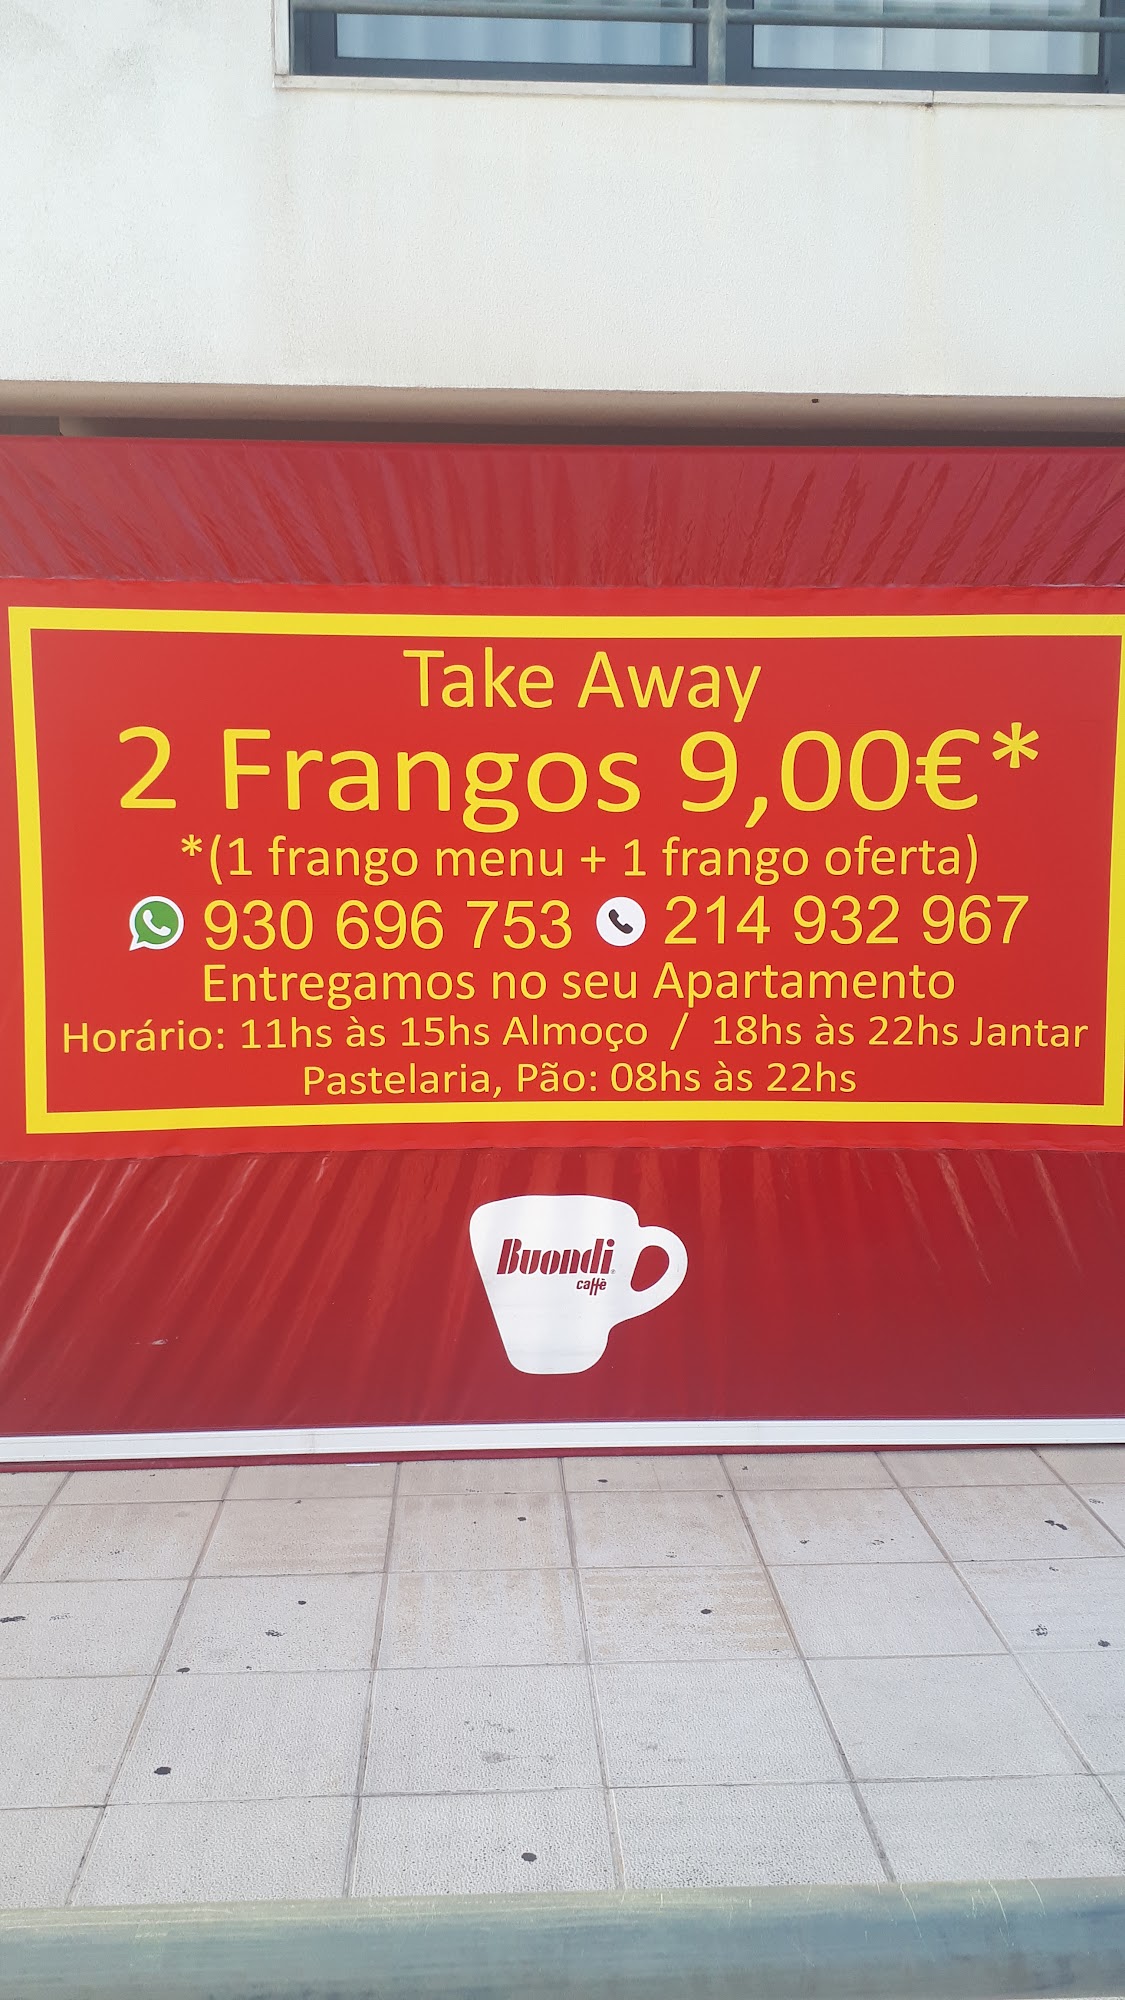 Take Away
2 Frangos 9,00€*
*(1 frango menu + 1 frango oferta)
930 696 753 214 932 967
Entregamos no seu Apartamento
Horário: 11hs às 15hs Almoço / 18hs às 22hs Jantar
Pastelaria, Pão: 08hs às 22hs
Buondi
caffè